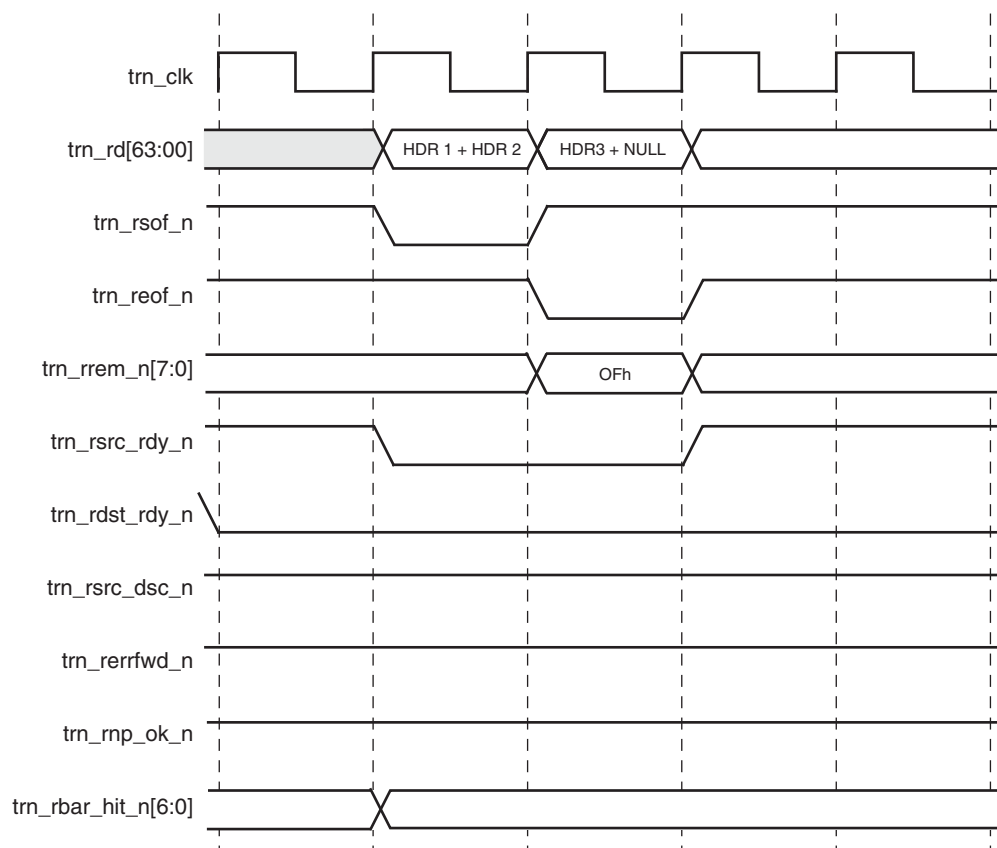 trn_clk
trn_rd[63:00]
HDR 1 + HDR 2
HDR3 + NULL
trn_rsof_n
trn_reof_n
trn_rrem_n[7:0]
OFh
trn_rsrc_rdy_n
trn_rdst_rdy_n
trn_rsrc_dsc_n
trn_rerrfwd_n
trn_rnp_ok_n
trn_rbar_hit_n[6:0]